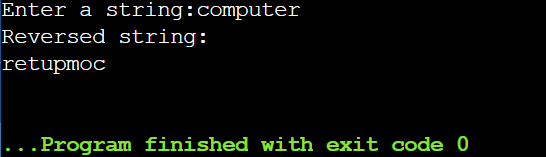 Enter a string:computer
Reversed string:
retupmoc
...Program finished with exit code 0